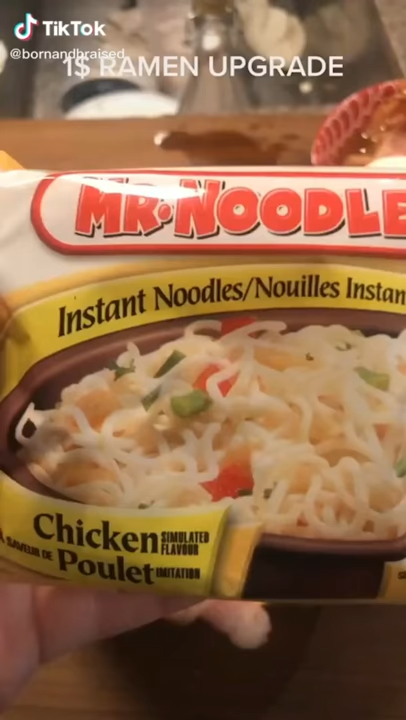 TikTok
@bornandbraised
1$ RAMEN UPGRADE
MR. NOODLE
Instant Noodles/Nouilles Instan
Chicken SIMULATED FLAVOUR
À SAVEUR DE Poulet IMITATION